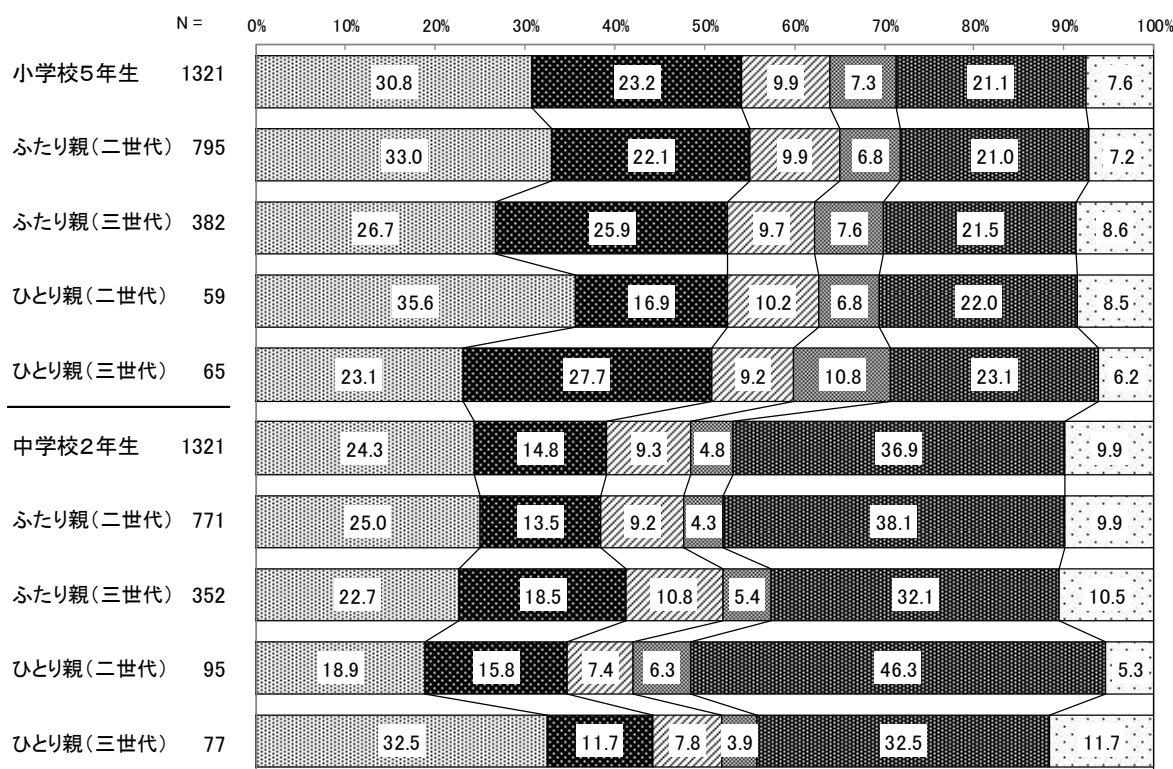 N =
0% 10% 20% 30% 40% 50% 60% 70% 80% 90% 100%
小学校5年生 1321 30.8 23.2 9.9 7.3 21.1 7.6
ふたり親(二世代) 795 33.0 22.1 9.9 6.8 21.0 7.2
ふたり親(三世代) 382 26.7 25.9 9.7 7.6 21.5 8.6
ひとり親(二世代) 59 35.6 16.9 10.2 6.8 22.0 8.5
ひとり親(三世代) 65 23.1 27.7 9.2 10.8 23.1 6.2
中学校2年生 1321 24.3 14.8 9.3 4.8 36.9 9.9
ふたり親(二世代) 771 25.0 13.5 9.2 4.3 38.1 9.9
ふたり親(三世代) 352 22.7 18.5 10.8 5.4 32.1 10.5
ひとり親(二世代) 95 18.9 15.8 7.4 6.3 46.3 5.3
ひとり親(三世代) 77 32.5 11.7 7.8 3.9 32.5 11.7